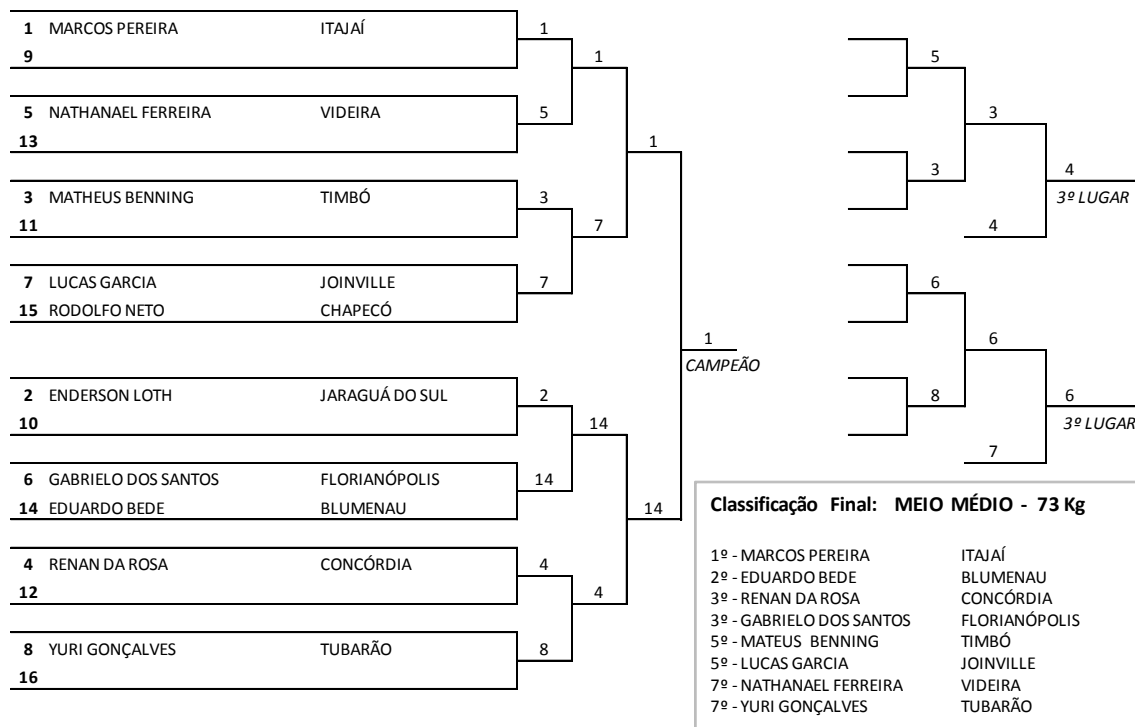 1 MARCOS PEREIRA ITAJAÍ
9
1
1
5 NATHANAEL FERREIRA VIDEIRA
13
5
1
3 MATHEUS BENNING TIMBÓ
11
3
7
7 LUCAS GARCIA JOINVILLE
15 RODOLFO NETO CHAPECÓ
7
1
CAMPEÃO
2 ENDERSON LOTH JARAGUÁ DO SUL
10
2
14
6 GABRIELO DOS SANTOS FLORIANÓPOLIS
14 EDUARDO BEDE BLUMENAU
14
14
4 RENAN DA ROSA CONCÓRDIA
12
4
4
8 YURI GONÇALVES TUBARÃO
16
8
5
3
3
4
3º LUGAR
4
6
6
8
6
3º LUGAR
7
Classificação Final: MEIO MÉDIO - 73 Kg
1º - MARCOS PEREIRA ITAJAÍ
2º - EDUARDO BEDE BLUMENAU
3º - RENAN DA ROSA CONCÓRDIA
3º - GABRIELO DOS SANTOS FLORIANÓPOLIS
5º - MATEUS BENNING TIMBÓ
5º - LUCAS GARCIA JOINVILLE
7º - NATHANAEL FERREIRA VIDEIRA
7º - YURI GONÇALVES TUBARÃO